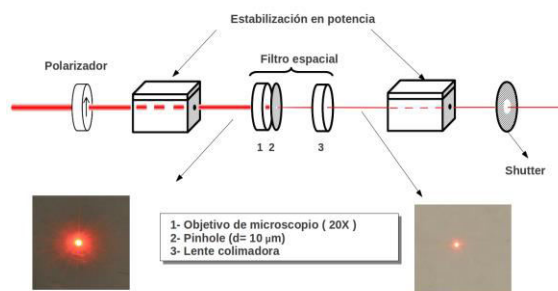 Estabilización en potencia
Polarizador
Filtro espacial
1 2 3
Shutter
1- Objetivo de microscopio ( 20X )
2- Pinhole (d= 10 µm)
3- Lente colimadora